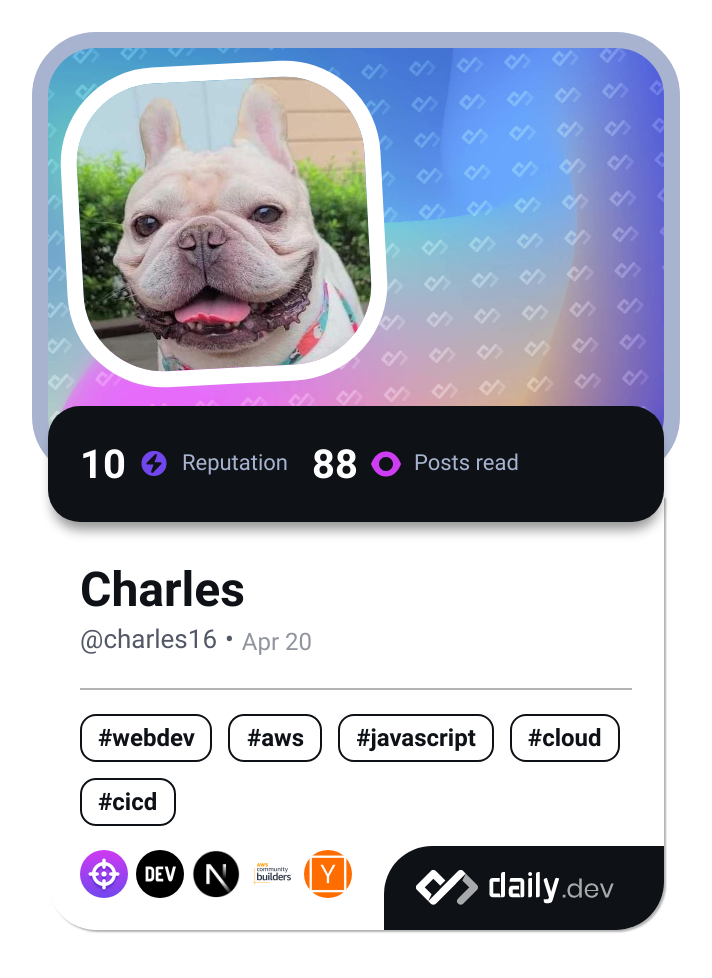 10 Reputation 88 Posts read
Charles
@charles16 • Apr 20
#webdev #aws #javascript #cloud
#cicd
DEV N aws community builders Y
daily.dev